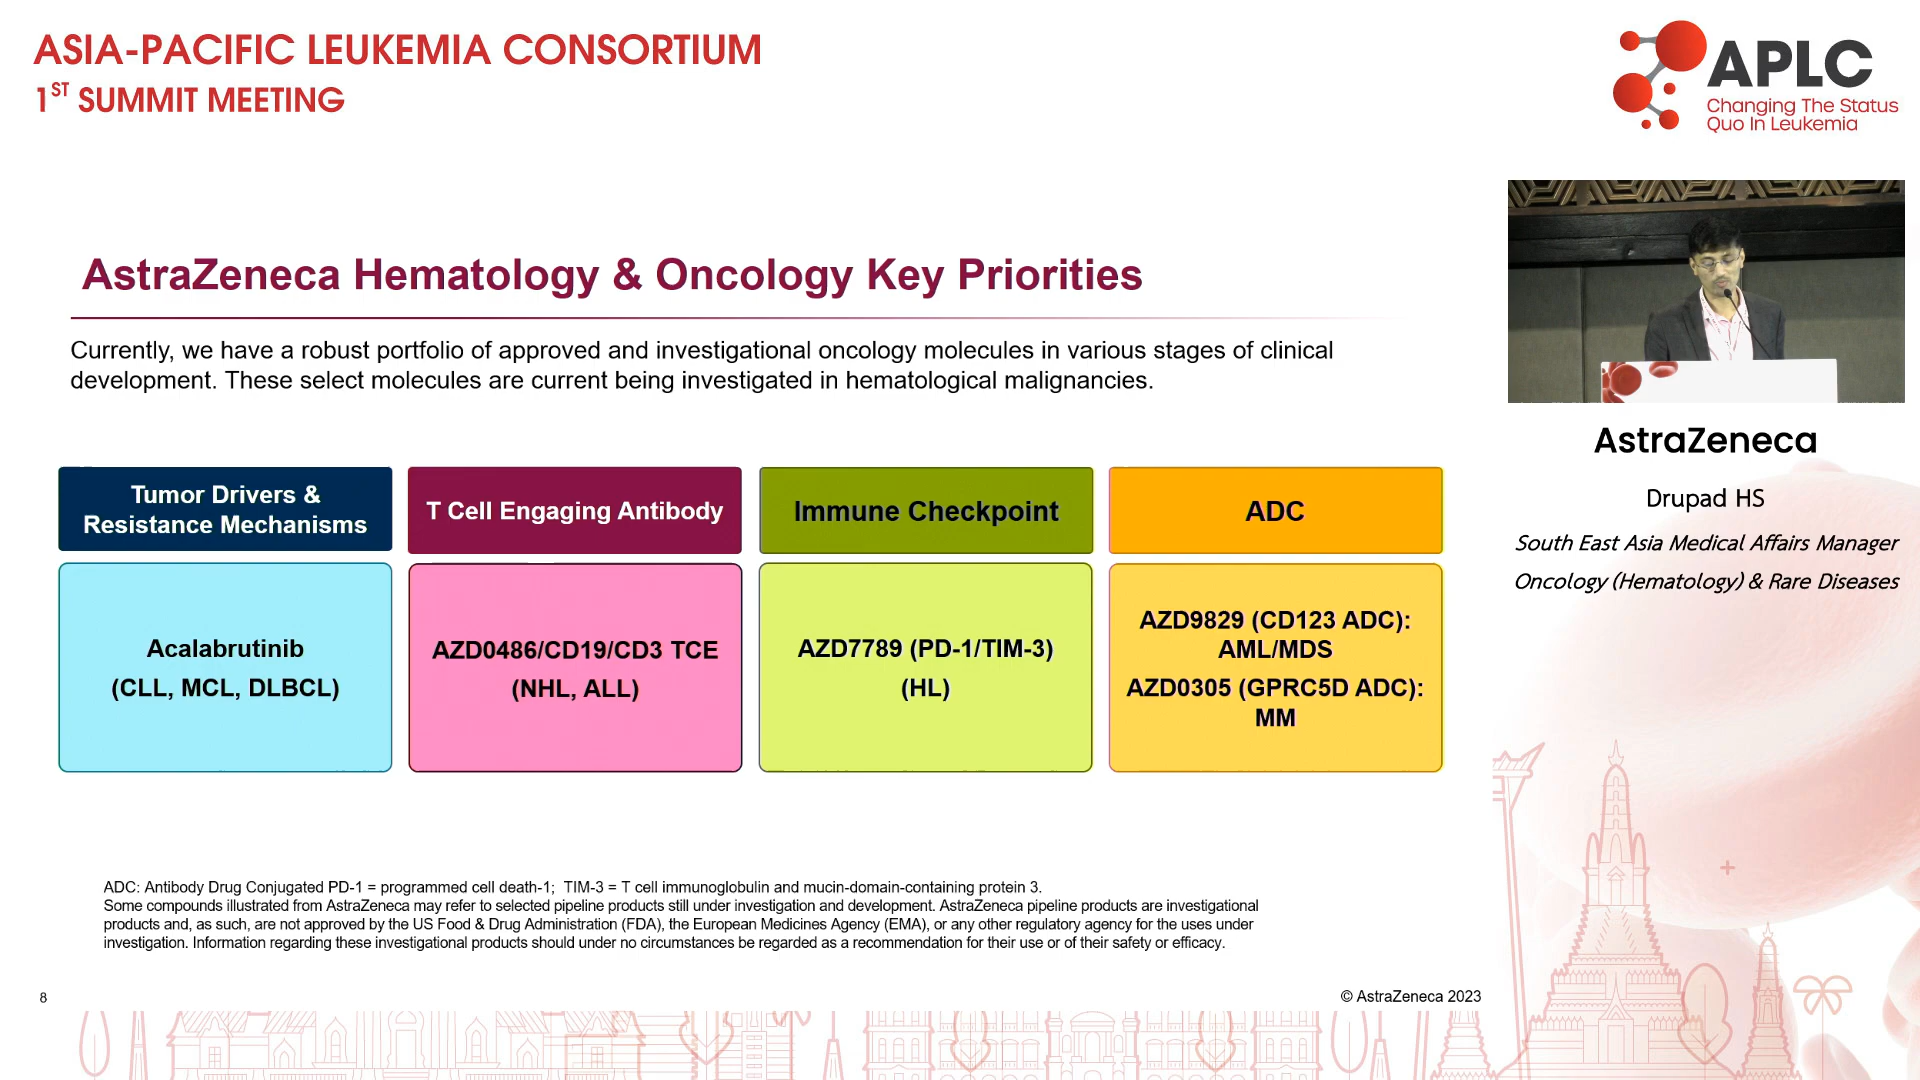 ASIA-PACIFIC LEUKEMIA CONSORTIUM
1ST SUMMIT MEETING
APLC
Changing The Status
Quo In Leukemia
AstraZeneca Hematology & Oncology Key Priorities
Currently, we have a robust portfolio of approved and investigational oncology molecules in various stages of clinical
development. These select molecules are current being investigated in hematological malignancies.
Tumor Drivers &
Resistance Mechanisms
Acalabrutinib
(CLL, MCL, DLBCL)
T Cell Engaging Antibody
AZD0486/CD19/CD3 TCE
(NHL, ALL)
Immune Checkpoint
AZD7789 (PD-1/TIM-3)
(HL)
ADC
AZD9829 (CD123 ADC):
AML/MDS
AZD0305 (GPRC5D ADC):
MM
ADC: Antibody Drug Conjugated PD-1 = programmed cell death-1; TIM-3 = T cell immunoglobulin and mucin-domain-containing protein 3.
Some compounds illustrated from AstraZeneca may refer to selected pipeline products still under investigation and development. AstraZeneca pipeline products are investigational
products and, as such, are not approved by the US Food & Drug Administration (FDA), the European Medicines Agency (EMA), or any other regulatory agency for the uses under
investigation. Information regarding these investigational products should under no circumstances be regarded as a recommendation for their use or of their safety or efficacy.
8
© AstraZeneca 2023
AstraZeneca
Drupad HS
South East Asia Medical Affairs Manager
Oncology (Hematology) & Rare Diseases